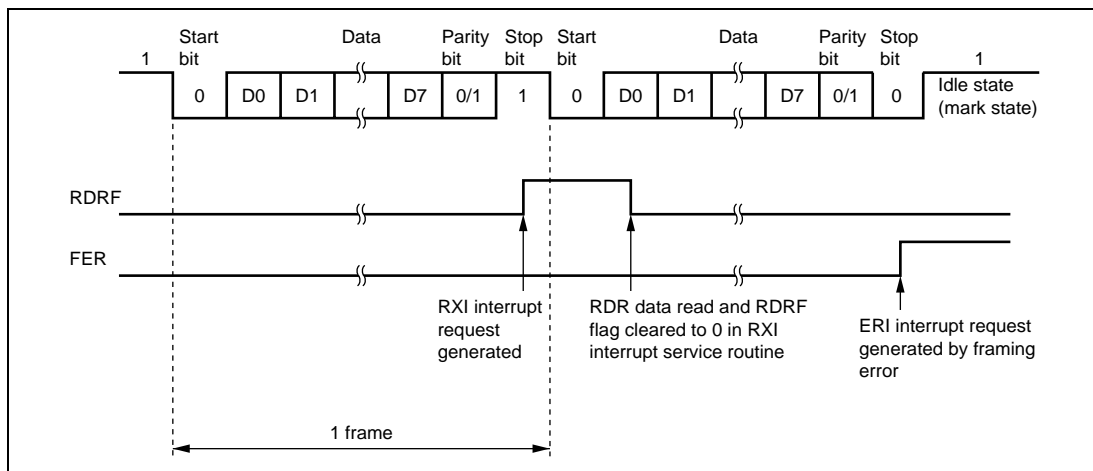 Start bit
Data
Parity bit
Stop bit
Start bit
Data
Parity bit
Stop bit
1
1
0
D0
D1
D7
0/1
1
0
D0
D1
D7
0/1
0
Idle state
(mark state)
RDRF
FER
RXI interrupt
request
generated
RDR data read and RDRF
flag cleared to 0 in RXI
interrupt service routine
ERI interrupt request
generated by framing
error
1 frame